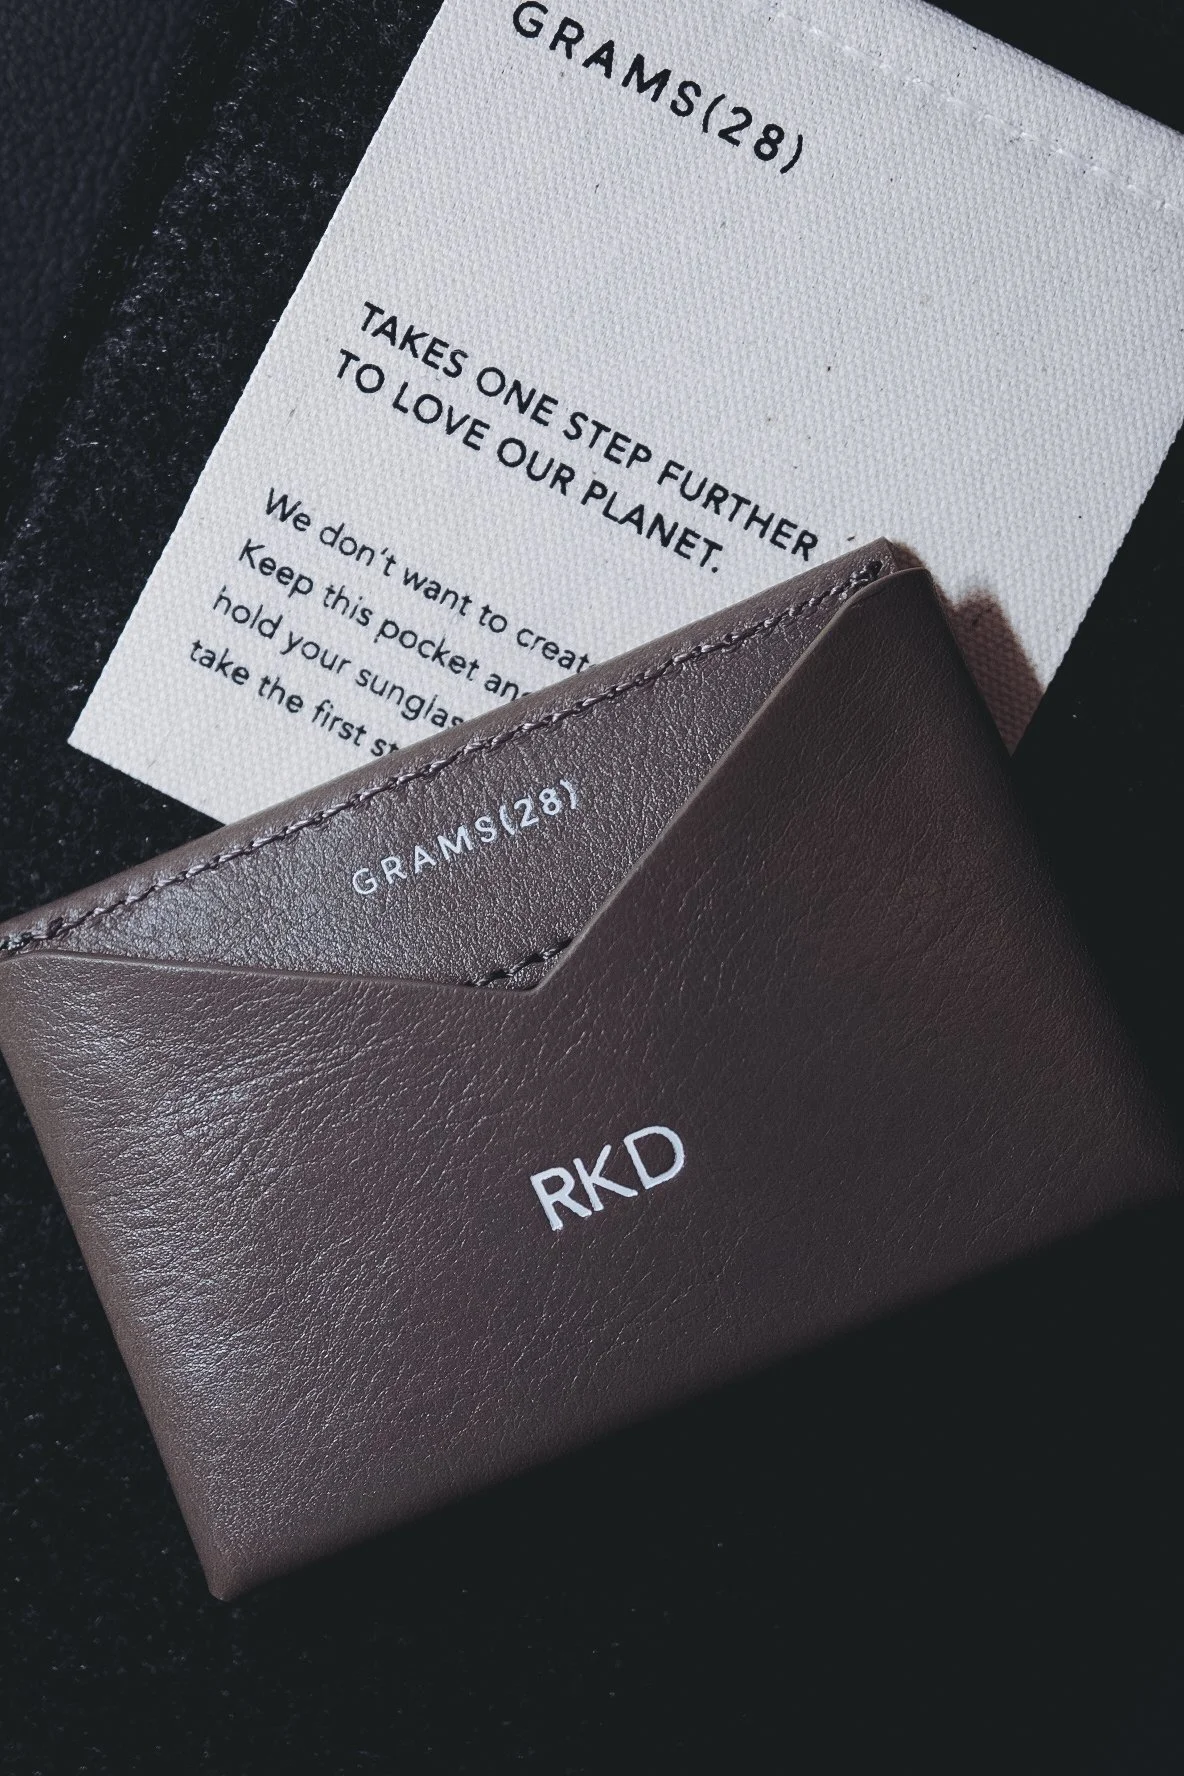 GRAMS(28)
TAKES ONE STEP FURTHER
TO LOVE OUR PLANET.
We don't want to
Keep this pocket
hold your
take the first
GRAMS(28)
RKD